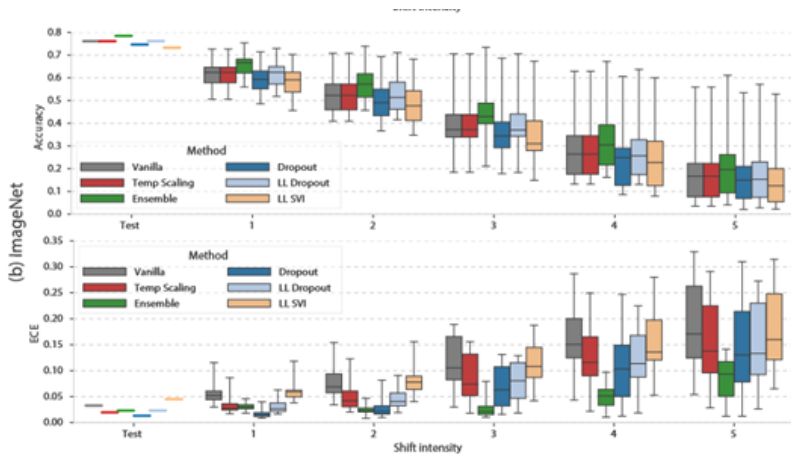 0.8
0.7
0.6
0.5
0.4
0.3
0.2
0.1
0.0
Accuracy
Method
Vanilla
Temp Scaling
Ensemble
Dropout
LL Dropout
LL SVI
Test 1 2 3 4 5
(b) ImageNet
0.35
0.30
0.25
0.20
0.15
0.10
0.05
0.00
ECE
Method
Vanilla
Temp Scaling
Ensemble
Dropout
LL Dropout
LL SVI
Test 1 2 3 4 5
Shift intensity